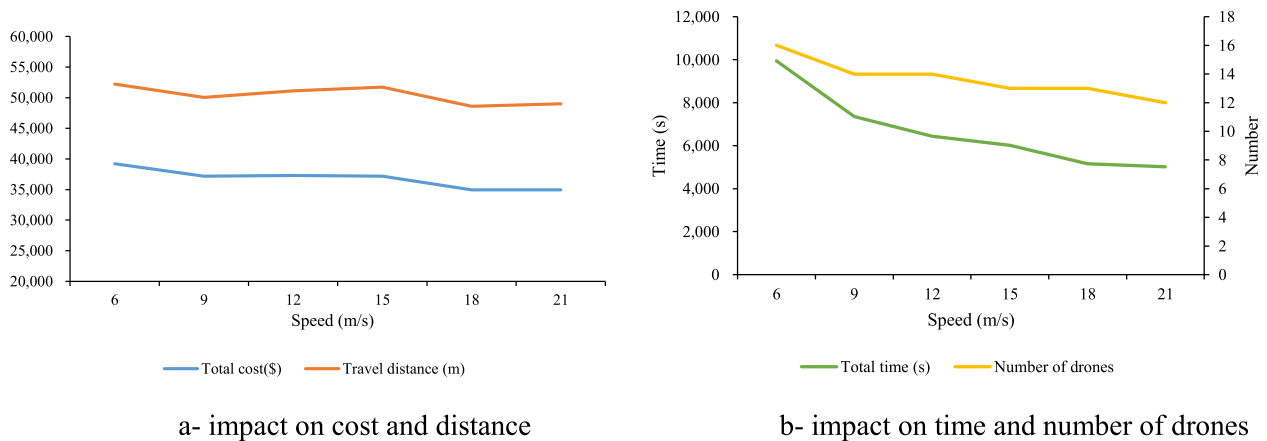 60,000
55,000
50,000
45,000
40,000
35,000
30,000
25,000
20,000
6 9 12 15 18 21
Speed (m/s)
Total cost($) Travel distance (m)
a- impact on cost and distance
Time (s)
12,000
10,000
8,000
6,000
4,000
2,000
0
18
16
14
12
10
8
6
4
2
0
Number
6 9 12 15 18 21
Speed (m/s)
Total time (s) Number of drones
b- impact on time and number of drones